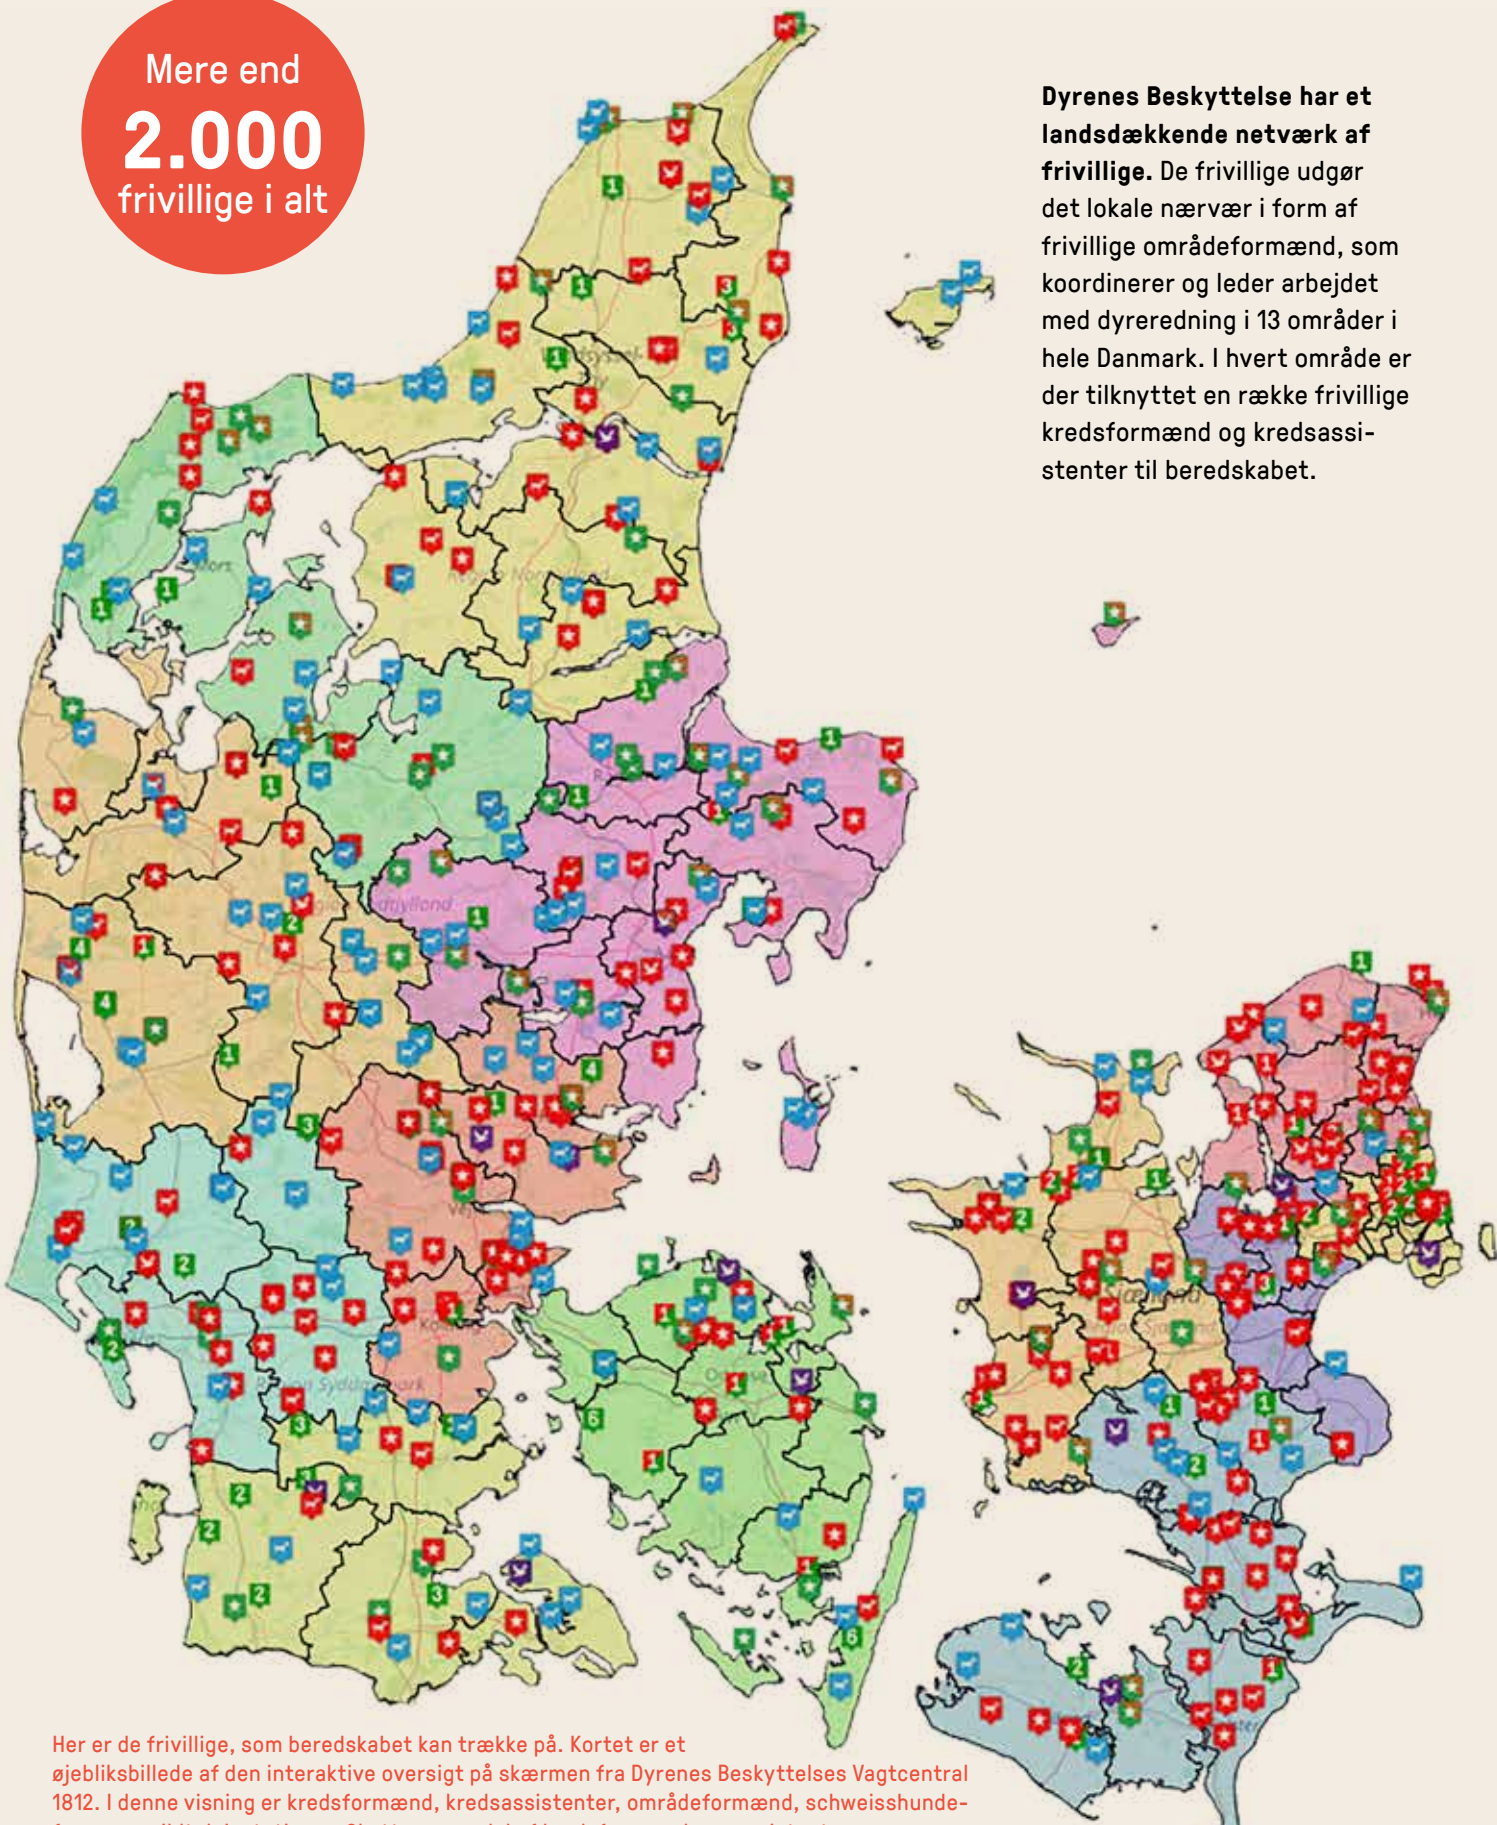 Mere end
2.000
frivillige i alt
Dyrenes Beskyttelse har et
landsdækkende netværk af
frivillige. De frivillige udgør
det lokale nærvær i form af
frivillige områdeformænd, som
koordinerer og leder arbejdet
med dyreredning i 13 områder i
hele Danmark. I hvert område er
der tilknyttet en række frivillige
kredsformænd og kredsassi-
stenter til beredskabet.
Her er de frivillige, som beredskabet kan trække på. Kortet er et
øjebliksbillede af den interaktive oversigt på skærmen fra Dyrenes Beskyttelses Vagtcentral
1812. I denne visning er kredsformænd, kredsassistenter, områdeformænd, schweisshunde-